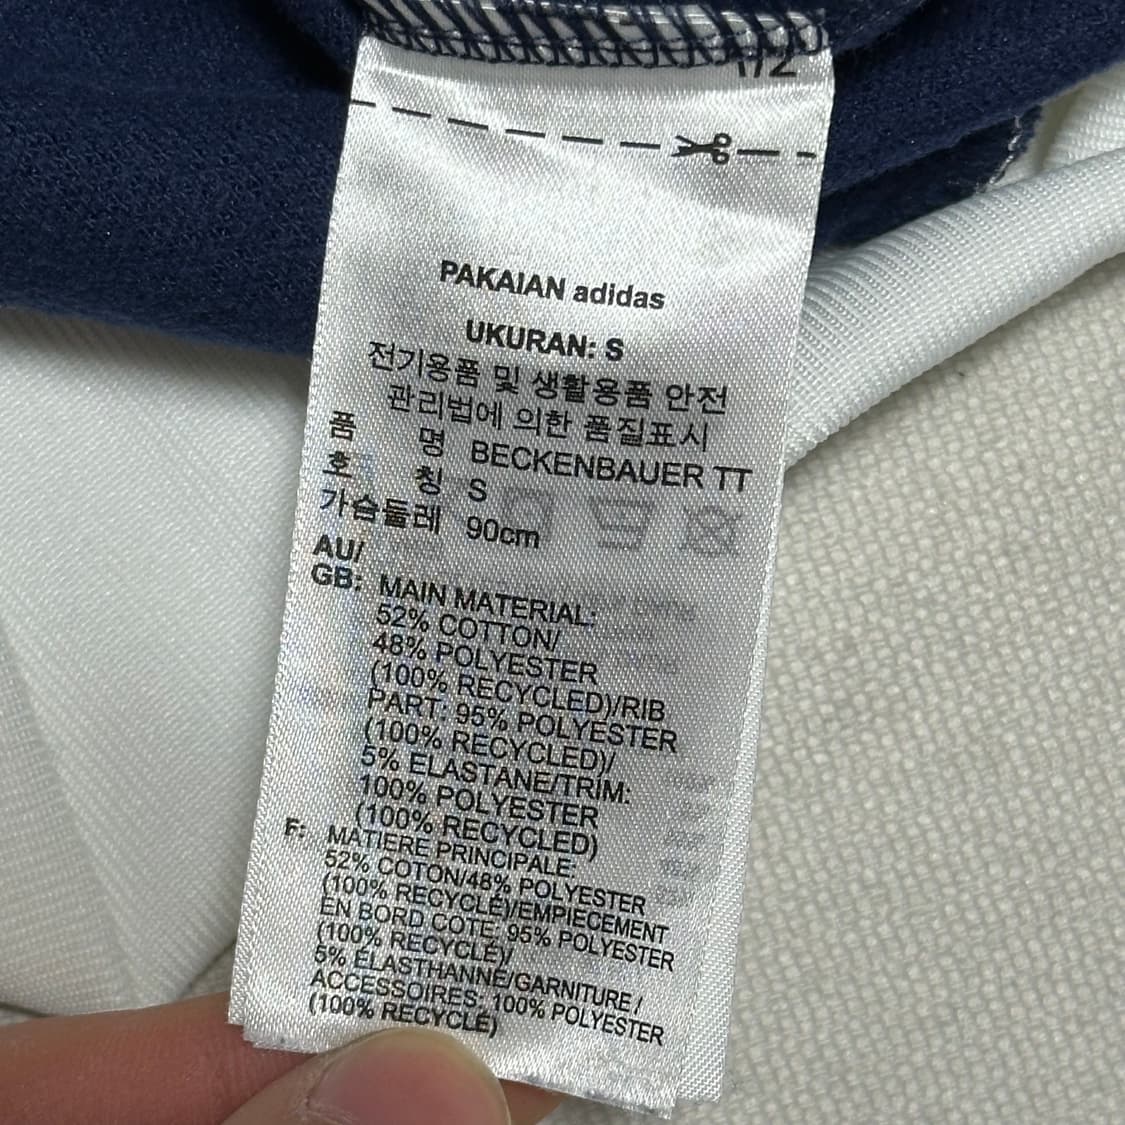 PAKAIAN adidas
UKURAN: S
전기용품 및 생활용품 안전
관리법에 의한 품질표시
품 명 BECKENBAUER TT
호 칭 S
가슴둘레 90cm
AU/
GB: MAIN MATERIAL:
52% COTTON/
48% POLYESTER
(100% RECYCLED)/RIB
PART: 95% POLYESTER
(100% RECYCLED)/
5% ELASTANE/TRIM:
100% POLYESTER
(100% RECYCLED)
F: MATIERE PRINCIPALE:
52% COTON/48% POLYESTER
(100% RECYCLÉ)/EMPIECEMENT
EN BORD COTE: 95% POLYESTER
(100% RECYCLÉ)/
5% ÉLASTHANNE/GARNITURE /
ACCESSOIRES: 100% POLYESTER
(100% RECYCLÉ)